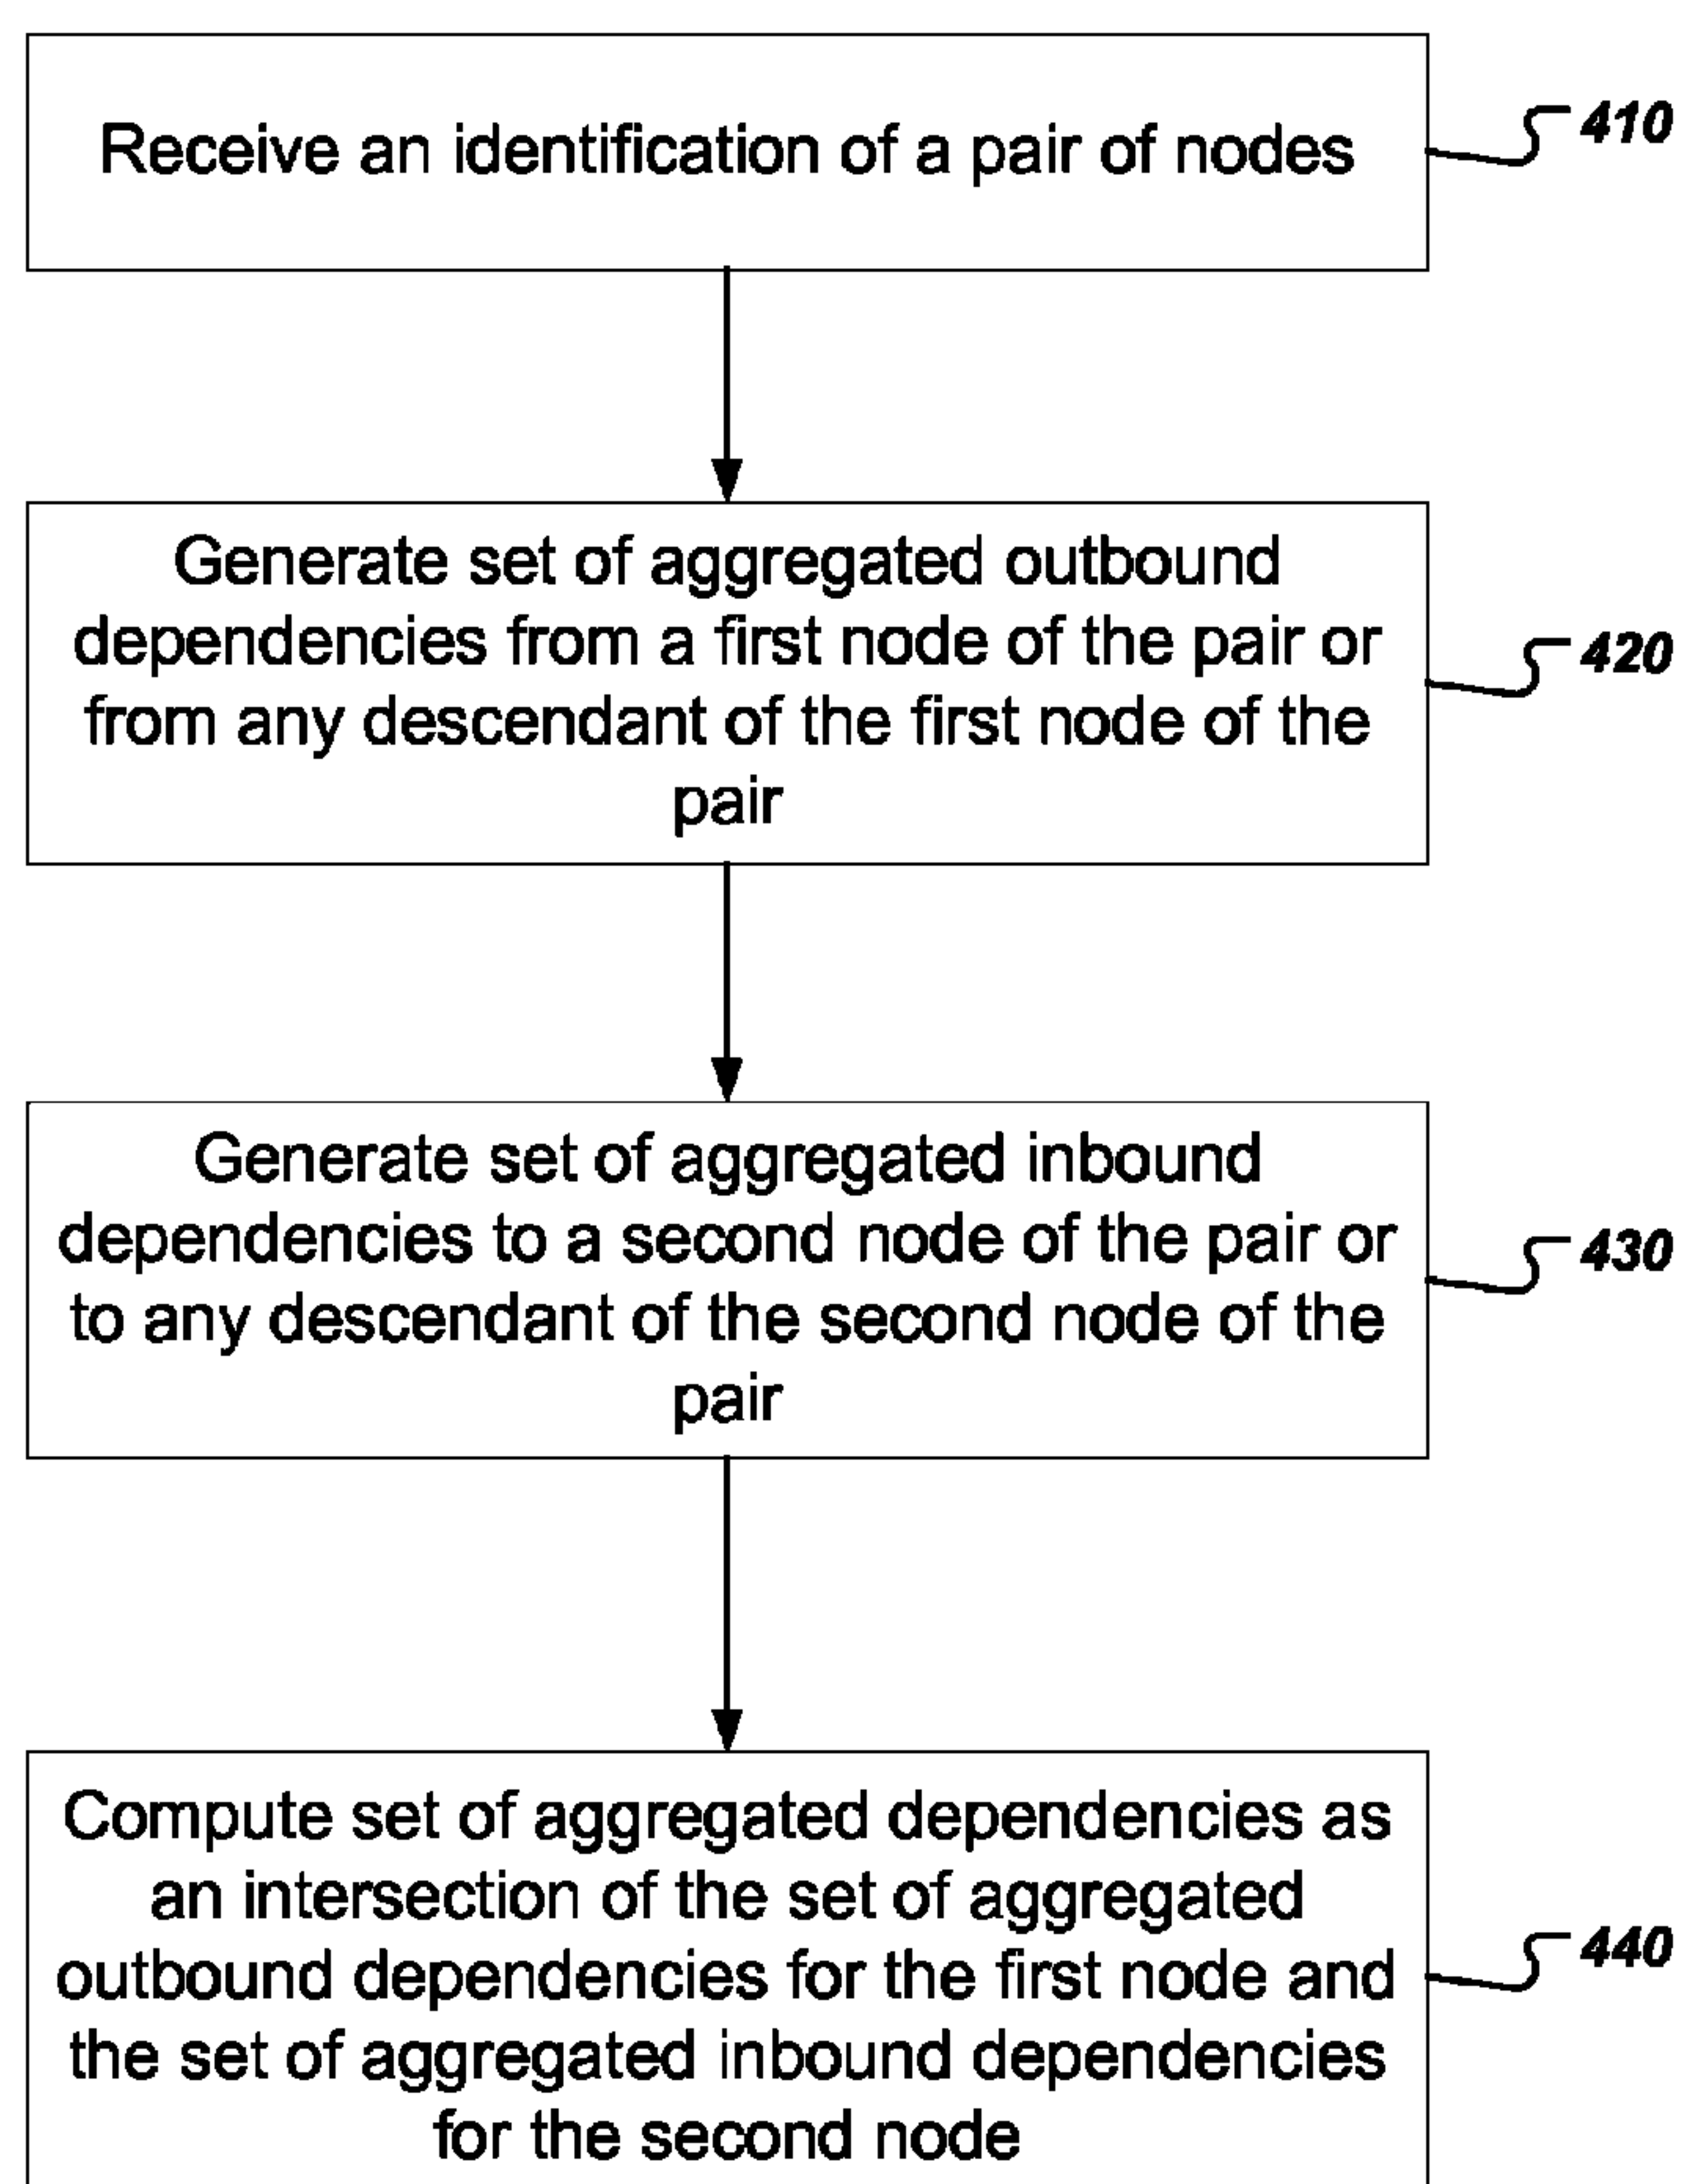 Receive an identification of a pair of nodes
410
Generate set of aggregated outbound
dependencies from a first node of the pair or
from any descendant of the first node of the
pair
420
Generate set of aggregated inbound
dependencies to a second node of the pair or
to any descendant of the second node of the
pair
430
Compute set of aggregated dependencies as
an intersection of the set of aggregated
outbound dependencies for the first node and
the set of aggregated inbound dependencies
for the second node
440